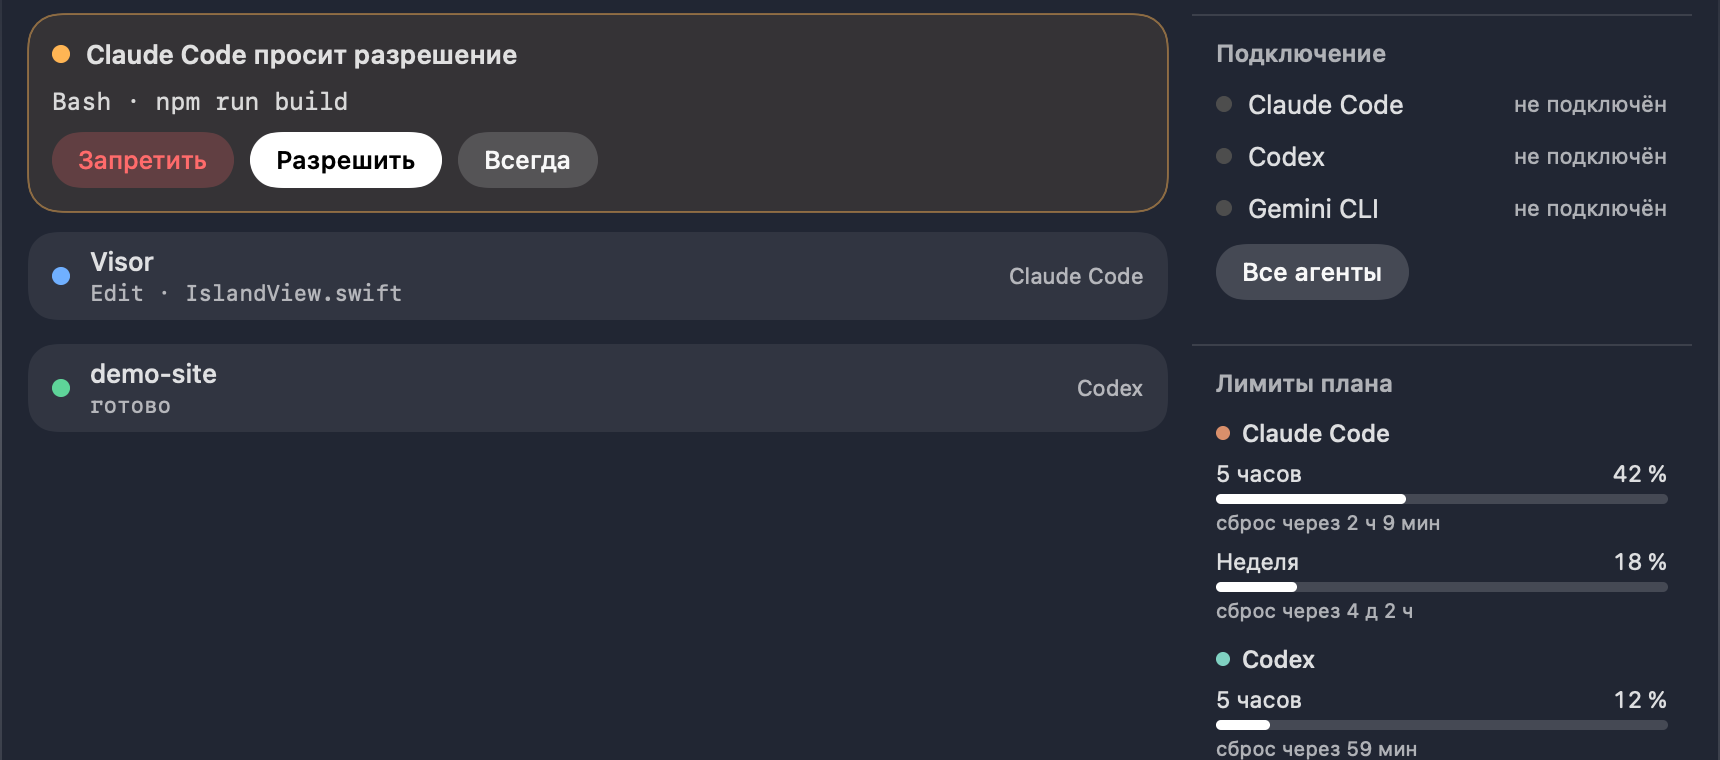 Claude Code просит разрешение
Bash · npm run build
Запретить Разрешить Всегда
Visor
Edit · IslandView.swift
Claude Code
demo-site
готово
Codex
Подключение
Claude Code не подключён
Codex не подключён
Gemini CLI не подключён
Все агенты
Лимиты плана
Claude Code
5 часов 42 %
сброс через 2 ч 9 мин
Неделя 18 %
сброс через 4 д 2 ч
Codex
5 часов 12 %
сброс через 59 мин